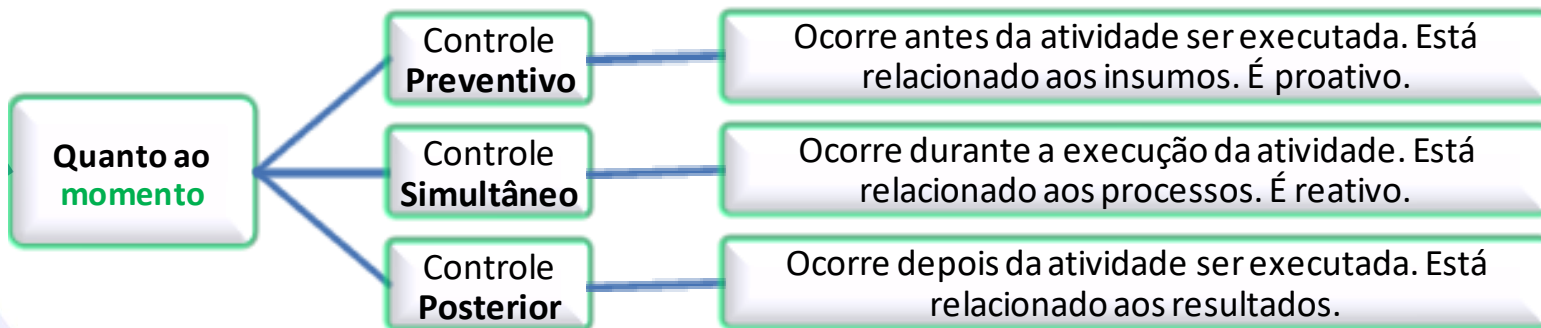 Quanto ao
momento
Controle
Preventivo
Ocorre antes da atividade ser executada. Está
relacionado aos insumos. É proativo.
Controle
Simultâneo
Ocorre durante a execução da atividade. Está
relacionado aos processos. É reativo.
Controle
Posterior
Ocorre depois da atividade ser executada. Está
relacionado aos resultados.